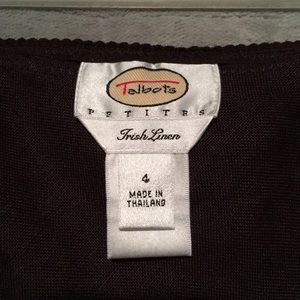 Talbots
PETITES
Irish Linen
4
MADE IN
THAILAND